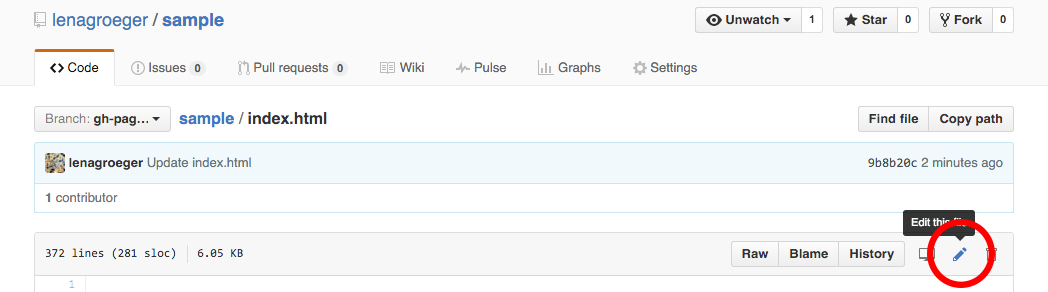 lenagroeger / sample
Unwatch 1 Star 0 Fork 0
Code Issues 0 Pull requests 0 Wiki Pulse Graphs Settings
Branch: gh-pag... sample / index.html Find file Copy path
lenagroeger Update index.html 9b8b20c 2 minutes ago
1 contributor
Edit this
372 lines (281 sloc) 6.05 KB Raw Blame History
1